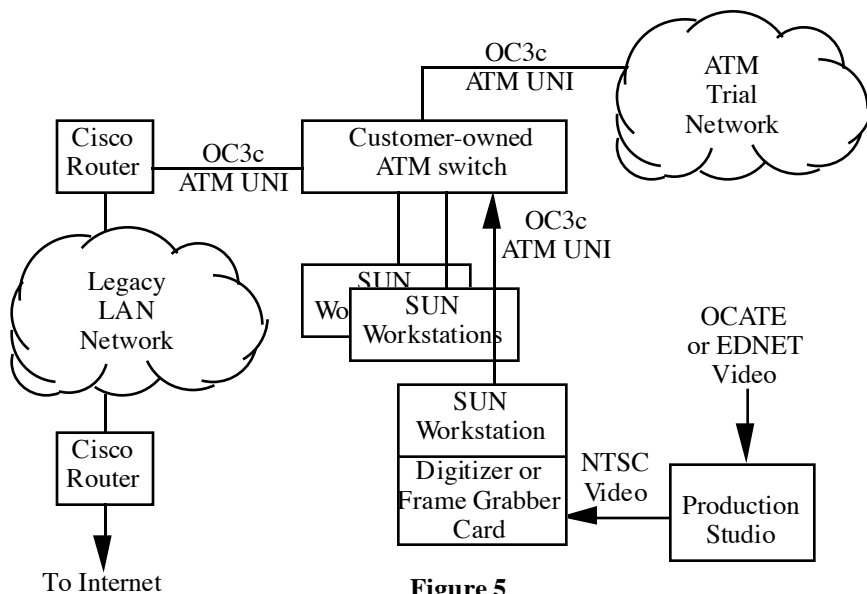 OC3c
ATM UNI
ATM
Trial
Network
Cisco
Router
OC3c
ATM UNI
Customer-owned
ATM switch
OC3c
ATM UNI
Legacy
LAN
Network
SUN
Wo
SUN
Workstations
OCATE
or EDNET
Video
SUN
Workstation
Cisco
Router
Digitizer or
Frame Grabber
Card
NTSC
Video
Production
Studio
To Internet
Figure 5